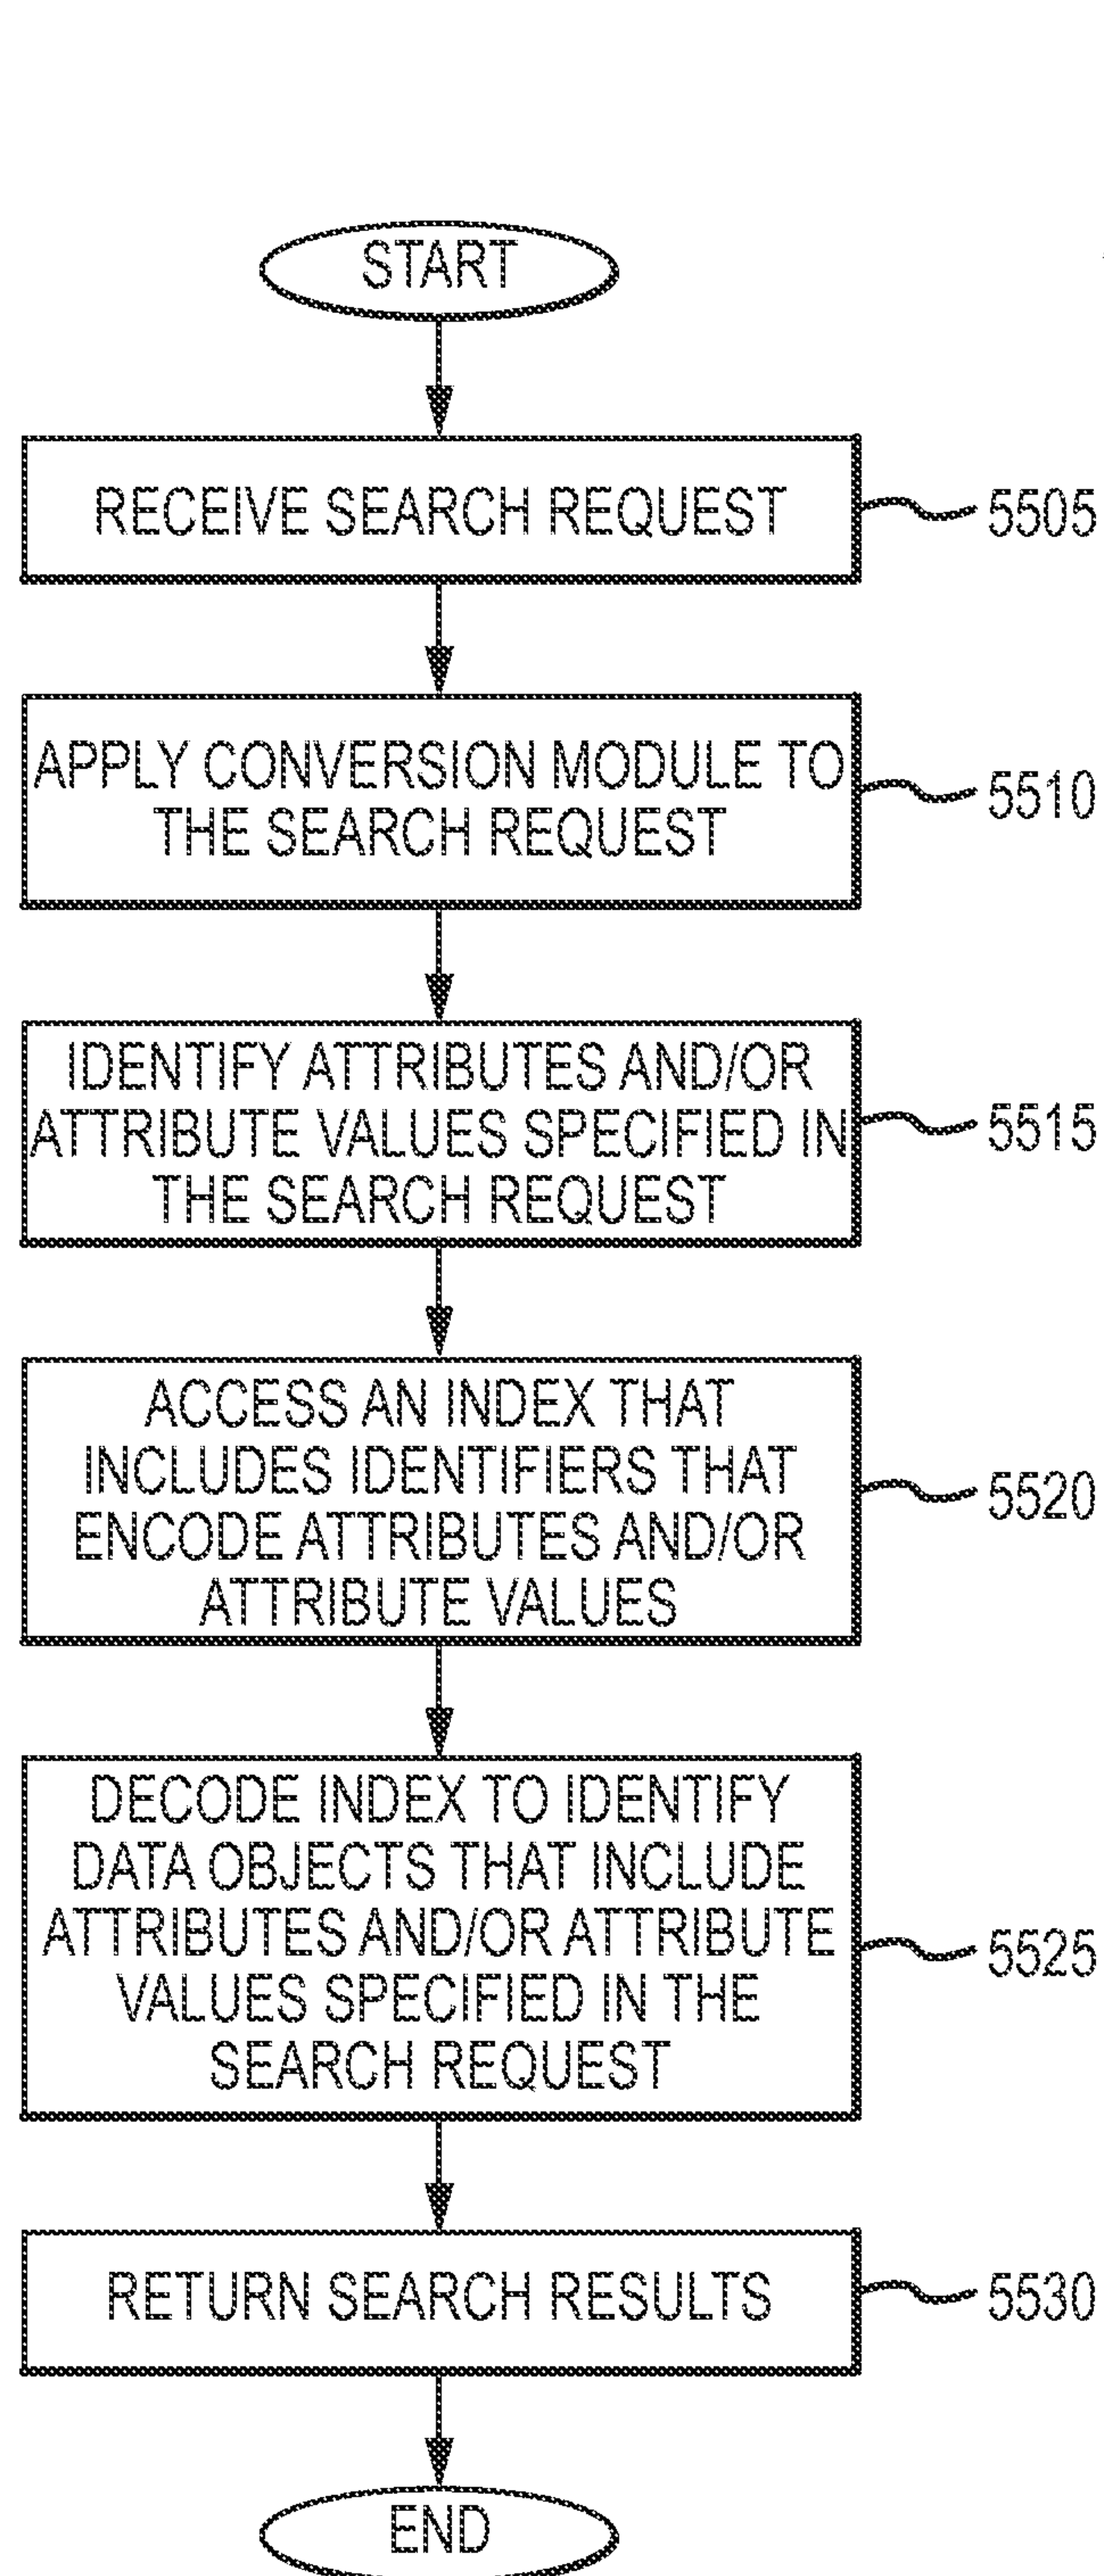 START
RECEIVE SEARCH REQUEST
5505
APPLY CONVERSION MODULE TO
THE SEARCH REQUEST
5510
IDENTIFY ATTRIBUTES AND/OR
ATTRIBUTE VALUES SPECIFIED IN
THE SEARCH REQUEST
5515
ACCESS AN INDEX THAT
INCLUDES IDENTIFIERS THAT
ENCODE ATTRIBUTES AND/OR
ATTRIBUTE VALUES
5520
DECODE INDEX TO IDENTIFY
DATA OBJECTS THAT INCLUDE
ATTRIBUTES AND/OR ATTRIBUTE
VALUES SPECIFIED IN THE
SEARCH REQUEST
5525
RETURN SEARCH RESULTS
5530
END